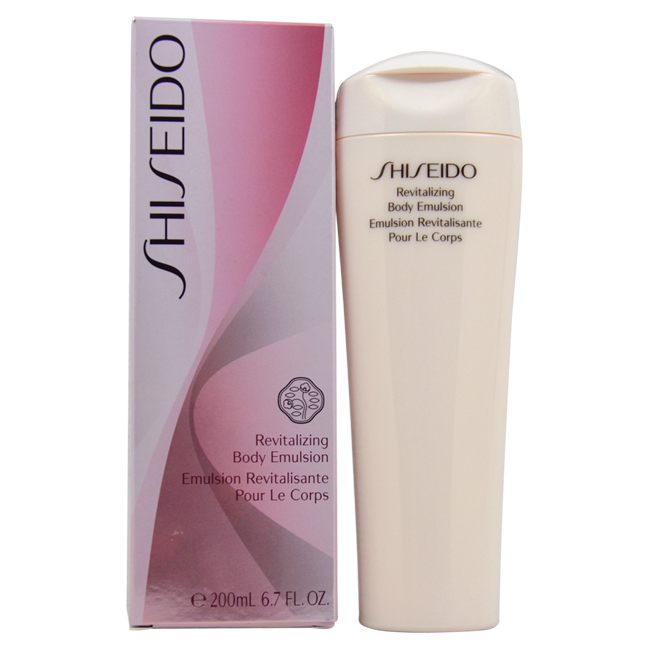 SHISEIDO
Revitalizing
Body Emulsion
Emulsion Revitalisante
Pour Le Corps
℮ 200mL 6.7 FL. OZ.
SHISEIDO
Revitalizing
Body Emulsion
Emulsion Revitalisante
Pour Le Corps